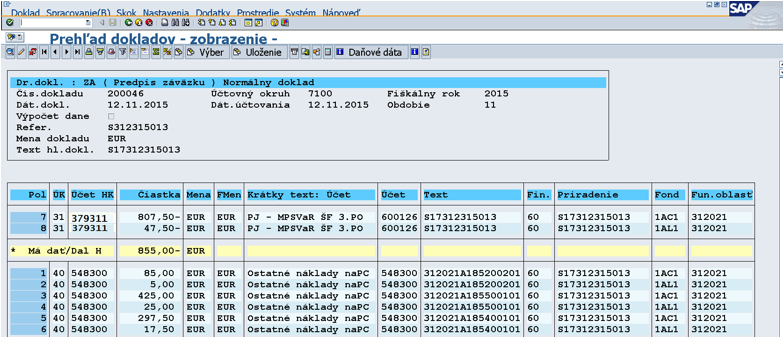 Doklad Spracovanie(B) Skok Nastavenia Dodatky Prostredie Systém Nápoveď
SAP
Prehľad dokladov - zobrazenie -
Výber Uloženie Daňové dáta
Dr.dokl. : ZA ( Predpis záväzku ) Normálny doklad
Čís.dokladu 200046 Účtovný okruh 7100 Fiškálny rok 2015
Dát.dokl. 12.11.2015 Dát.účtovania 12.11.2015 Obdobie 11
Výpočet dane
Refer. S312315013
Mena dokladu EUR
Text hl.dokl. S17312315013
Pol ÚK Účet HK Čiastka Mena FMen Krátky text: Účet Účet Text Fin. Priradenie Fond Fun.oblasť
7 31 379311 807,50- EUR EUR PJ - MPSVaR ŠF 3.PO 600126 S17312315013 60 S17312315013 1AC1 312021
8 31 379311 47,50- EUR EUR PJ - MPSVaR ŠF 3.PO 600126 S17312315013 60 S17312315013 1AL1 312021
* Má dať/Dal H 855,00- EUR
1 40 548300 85,00 EUR EUR Ostatné náklady naPC 548300 312021A185200201 60 S17312315013 1AC1 312021
2 40 548300 5,00 EUR EUR Ostatné náklady naPC 548300 312021A185200201 60 S17312315013 1AL1 312021
3 40 548300 425,00 EUR EUR Ostatné náklady naPC 548300 312021A185500101 60 S17312315013 1AC1 312021
4 40 548300 25,00 EUR EUR Ostatné náklady naPC 548300 312021A185500101 60 S17312315013 1AL1 312021
5 40 548300 297,50 EUR EUR Ostatné náklady naPC 548300 312021A185400101 60 S17312315013 1AC1 312021
6 40 548300 17,50 EUR EUR Ostatné náklady naPC 548300 312021A185400101 60 S17312315013 1AL1 312021